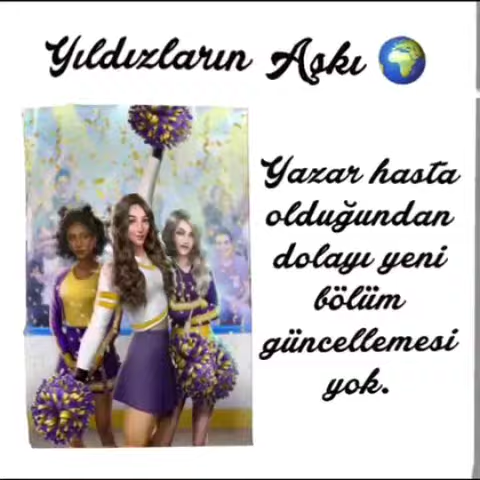 Yıldızların Aşkı 🌍
Yazar hasta
olduğundan
dolayı yeni
bölüm
güncellemesi
yok.